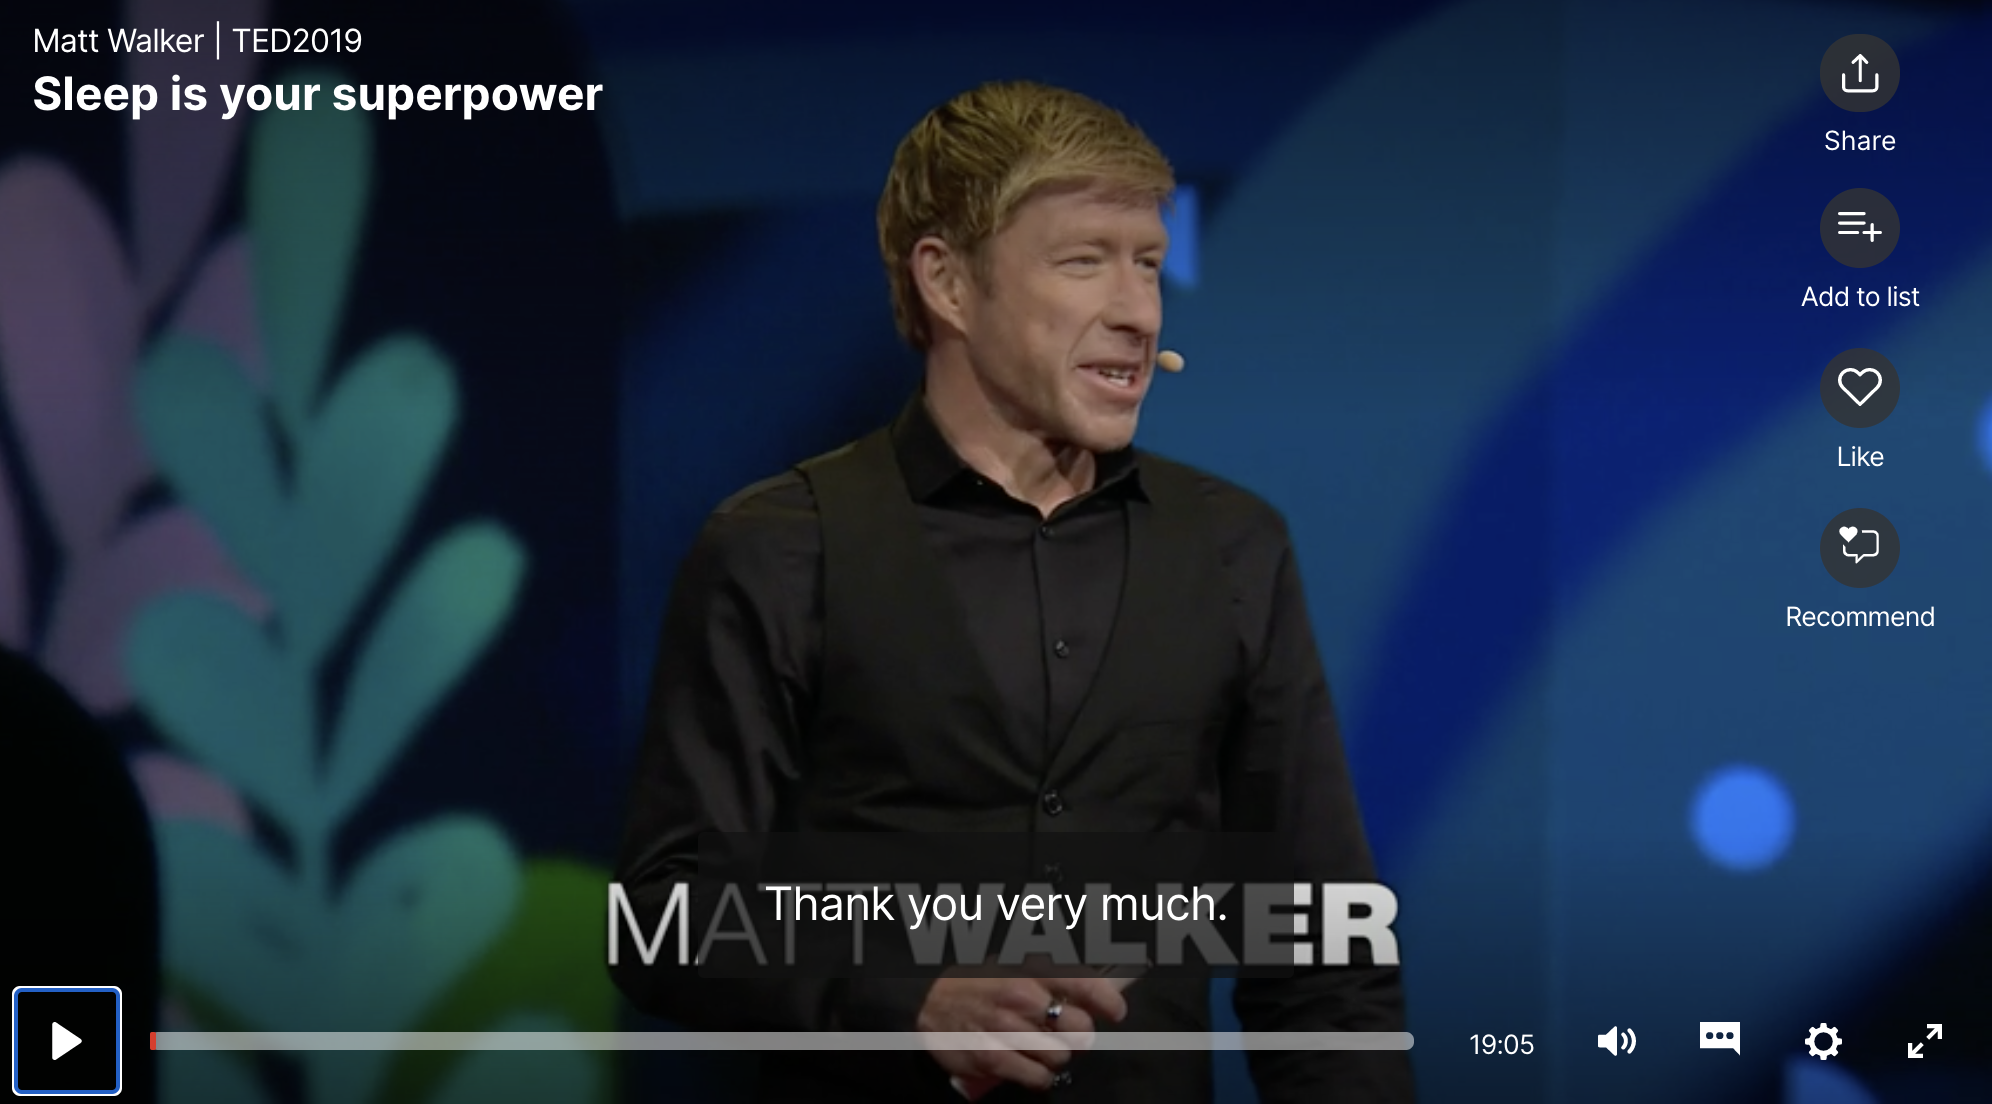 Matt Walker | TED2019
Sleep is your superpower
Share
Add to list
Like
Recommend
Thank you very much.
MATT WALKER
19:05